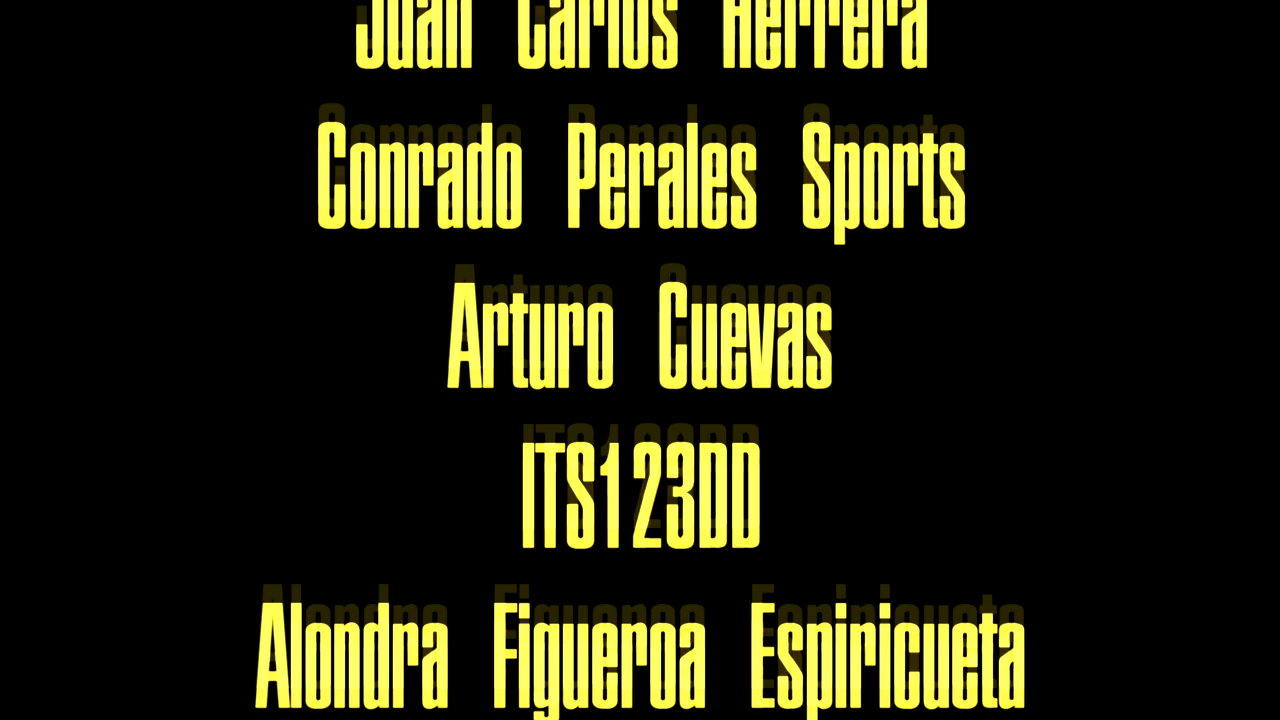 Juan Carlos Herrera
Conrado Perales Sports
Arturo Cuevas
ITS123DD
Alondra Figueroa Espiricueta